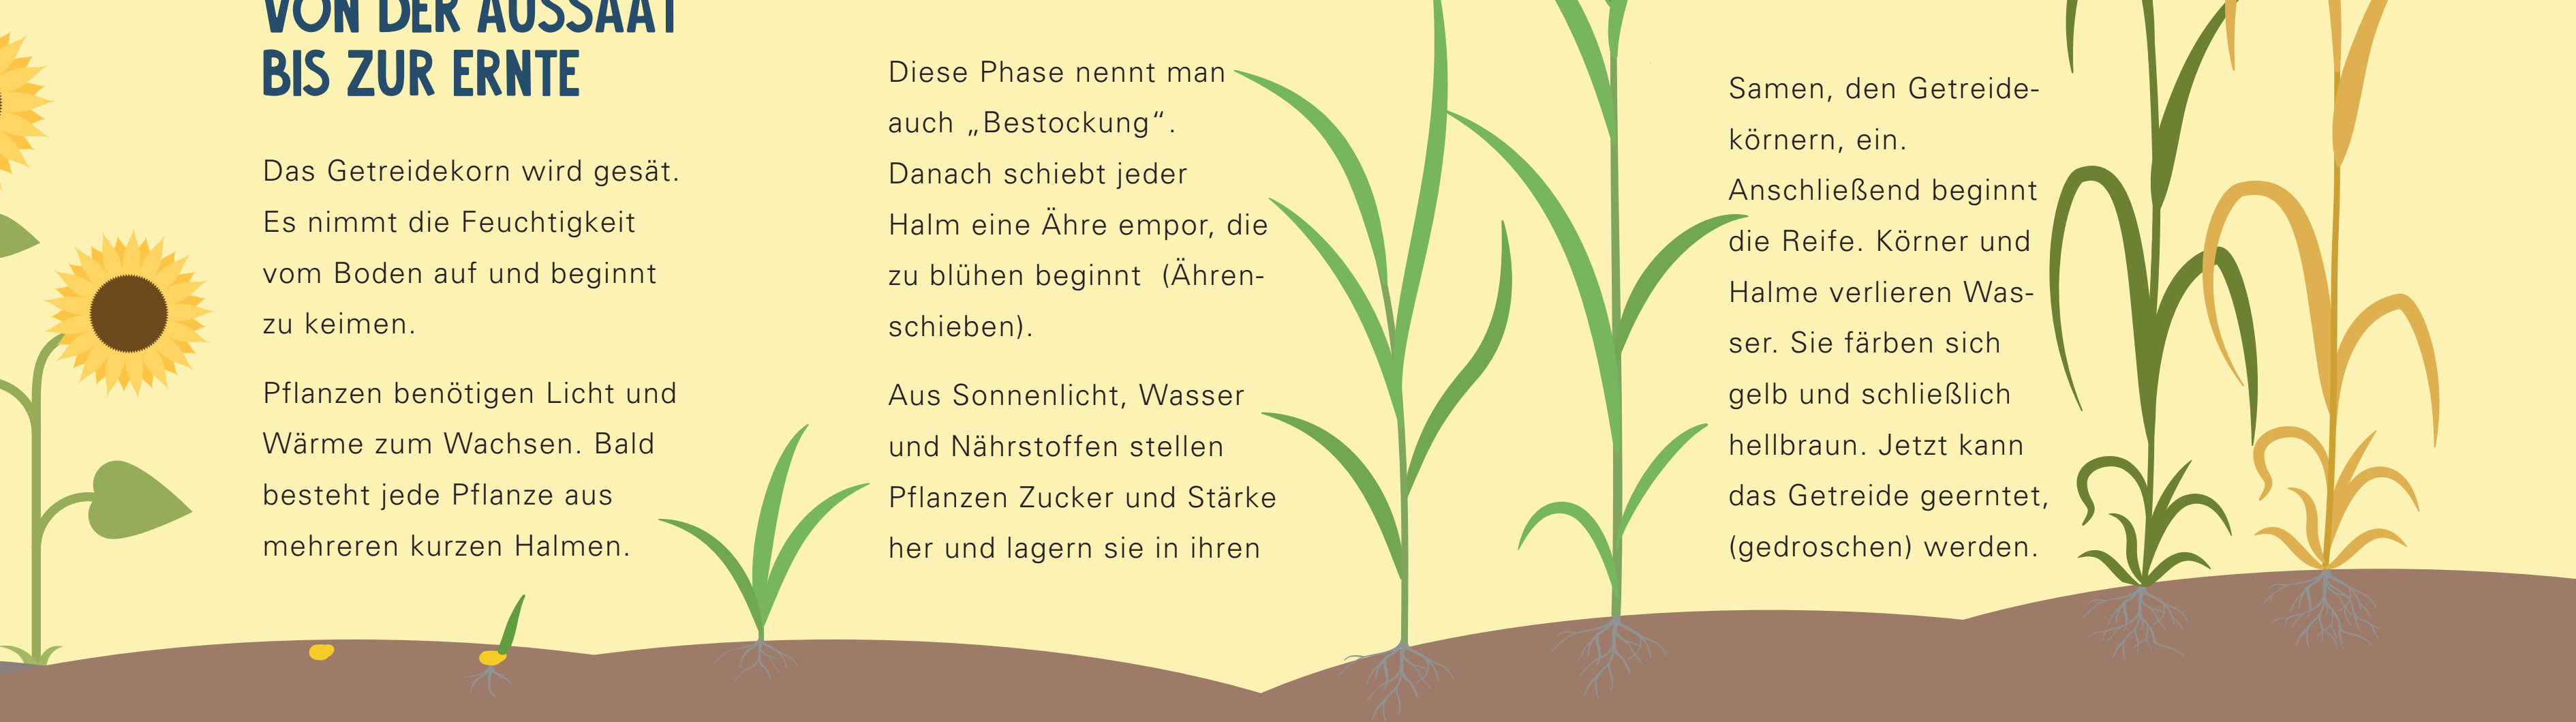 VON DER AUSSAAT
BIS ZUR ERNTE
Das Getreidekorn wird gesät.
Es nimmt die Feuchtigkeit
vom Boden auf und beginnt
zu keimen.
Pflanzen benötigen Licht und
Wärme zum Wachsen. Bald
besteht jede Pflanze aus
mehreren kurzen Halmen.
Diese Phase nennt man
auch „Bestockung“.
Danach schiebt jeder
Halm eine Ähre empor, die
zu blühen beginnt (Ähren-
schieben).
Aus Sonnenlicht, Wasser
und Nährstoffen stellen
Pflanzen Zucker und Stärke
her und lagern sie in ihren
Samen, den Getreide-
körnern, ein.
Anschließend beginnt
die Reife. Körner und
Halme verlieren Was-
ser. Sie färben sich
gelb und schließlich
hellbraun. Jetzt kann
das Getreide geerntet,
(gedroschen) werden.